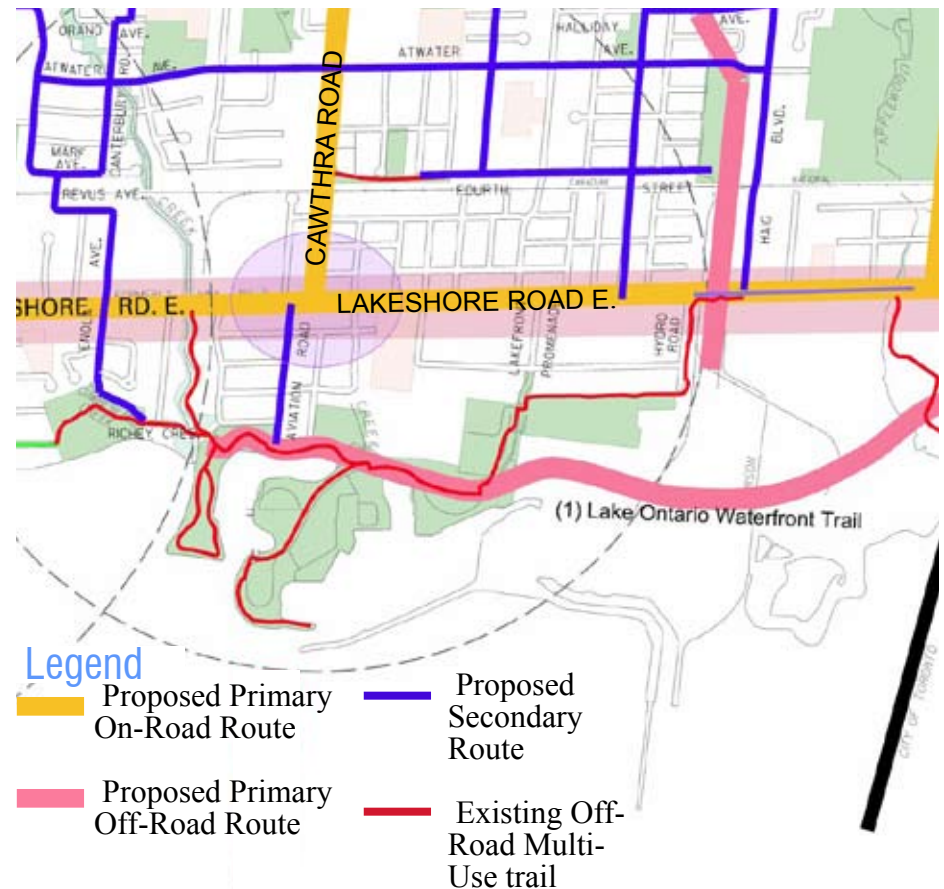 ORANO AVE.
HALLIDAY AVE.
AVE.
ATWATER AVE.
ATWATER
CANTERBURY RD.
CAWTHRA ROAD
APPLEWOOD
MARK AVE.
BLVD.
REVUS AVE.
FOURTH STREET
CREEK
HAIG
ENOLA AVE.
SHORE RD. E.
LAKESHORE ROAD E.
AVIATION ROAD
LAKEFRONT PROMENADE
HYDRO ROAD
RICHEY CRES
CREEK
(1) Lake Ontario Waterfront Trail
CITY OF TORONTO
Legend
Proposed Primary
On-Road Route
Proposed
Secondary
Route
Proposed Primary
Off-Road Route
Existing Off-
Road Multi-
Use trail